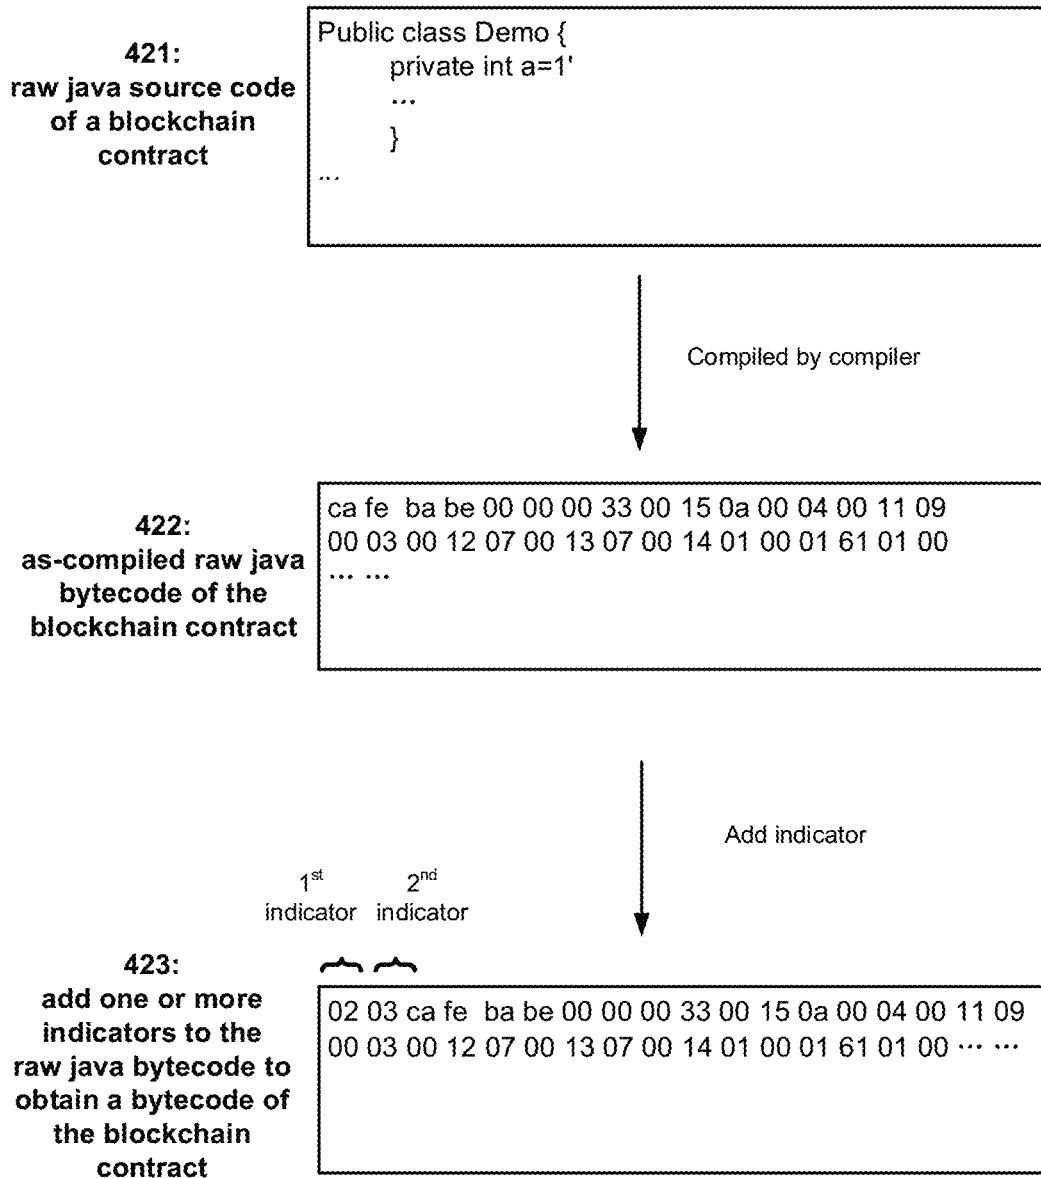 421:
raw java source code
of a blockchain
contract
Public class Demo {
private int a=1'
...
}
...
Compiled by compiler
422:
as-compiled raw java
bytecode of the
blockchain contract
ca fe ba be 00 00 00 33 00 15 0a 00 04 00 11 09
00 03 00 12 07 00 13 07 00 14 01 00 01 61 01 00
... ...
Add indicator
1st
indicator
2nd
indicator
423:
add one or more
indicators to the
raw java bytecode to
obtain a bytecode of
the blockchain
contract
02 03 ca fe ba be 00 00 00 33 00 15 0a 00 04 00 11 09
00 03 00 12 07 00 13 07 00 14 01 00 01 61 01 00 ... ...